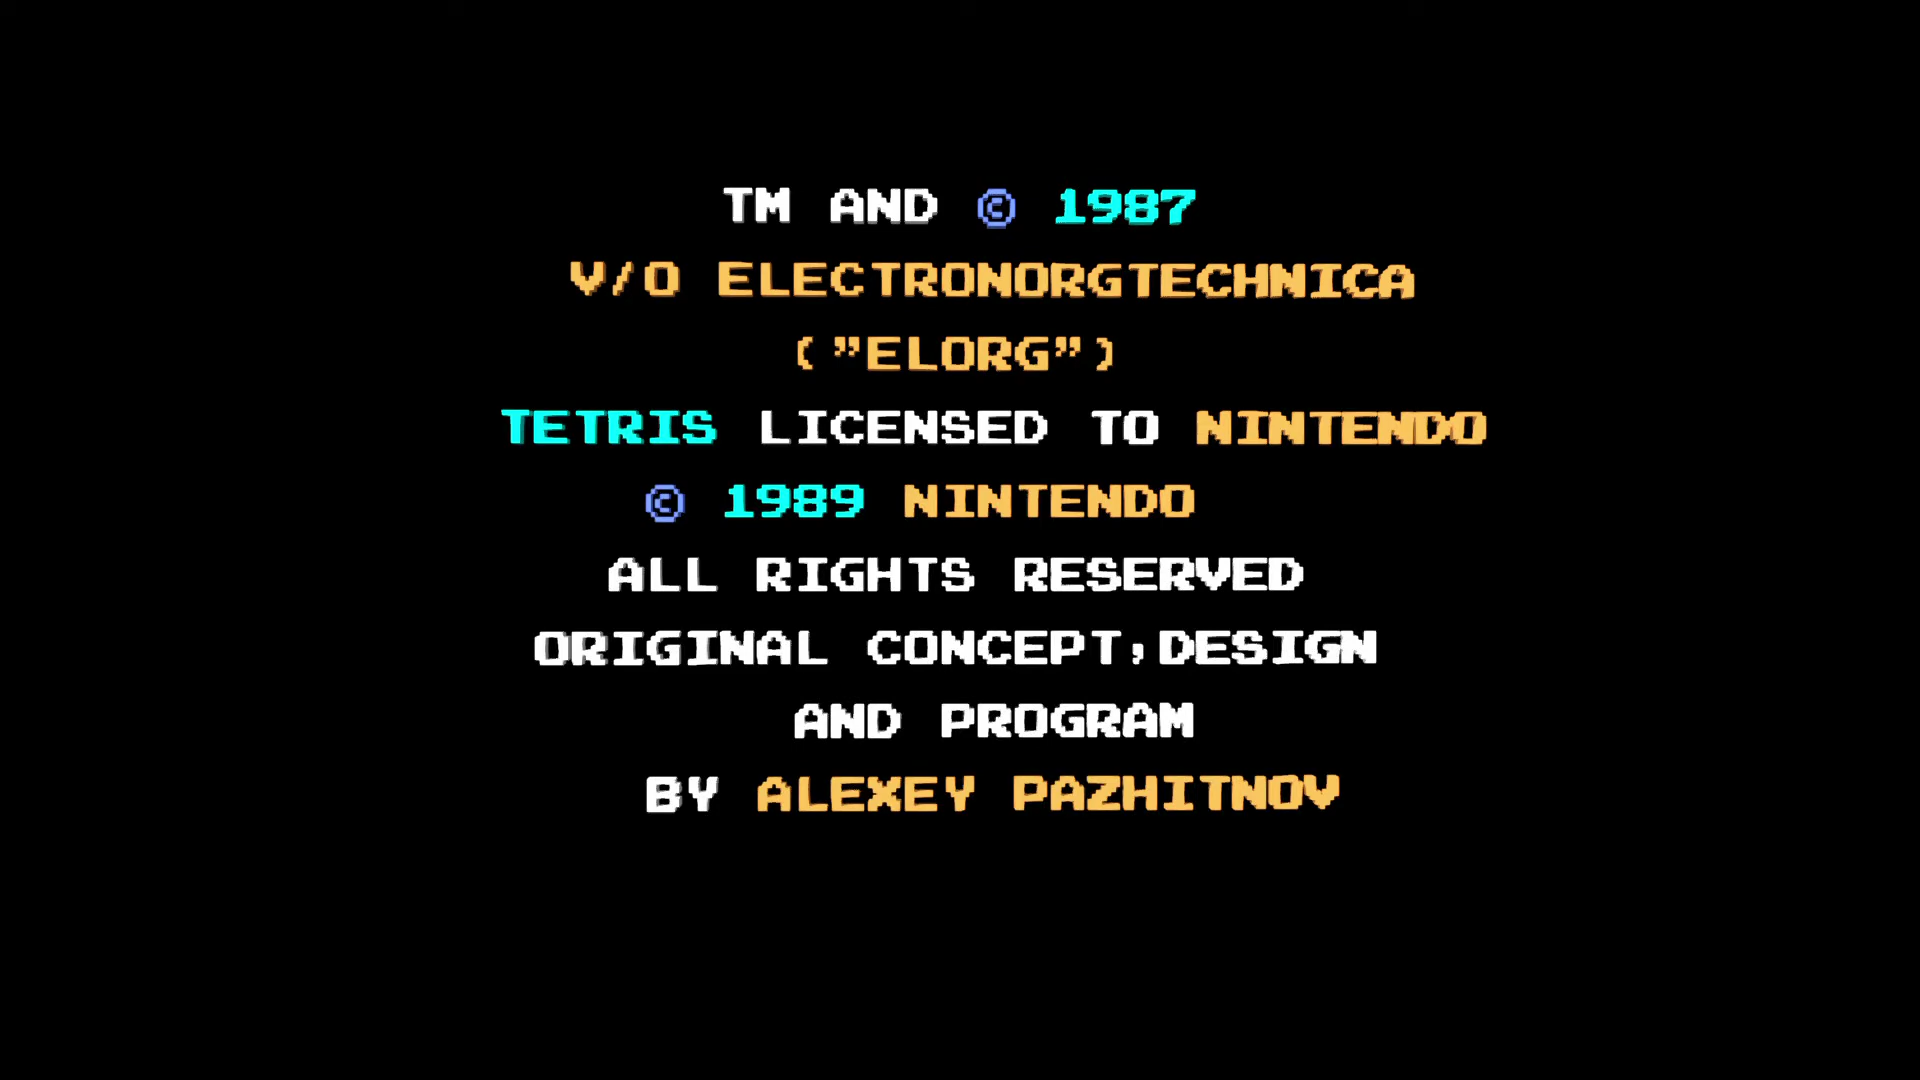 TM AND © 1987
V/O ELECTRONORGTECHNICA
("ELORG")
TETRIS LICENSED TO NINTENDO
© 1989 NINTENDO
ALL RIGHTS RESERVED
ORIGINAL CONCEPT,DESIGN
AND PROGRAM
BY ALEXEY PAZHITNOV